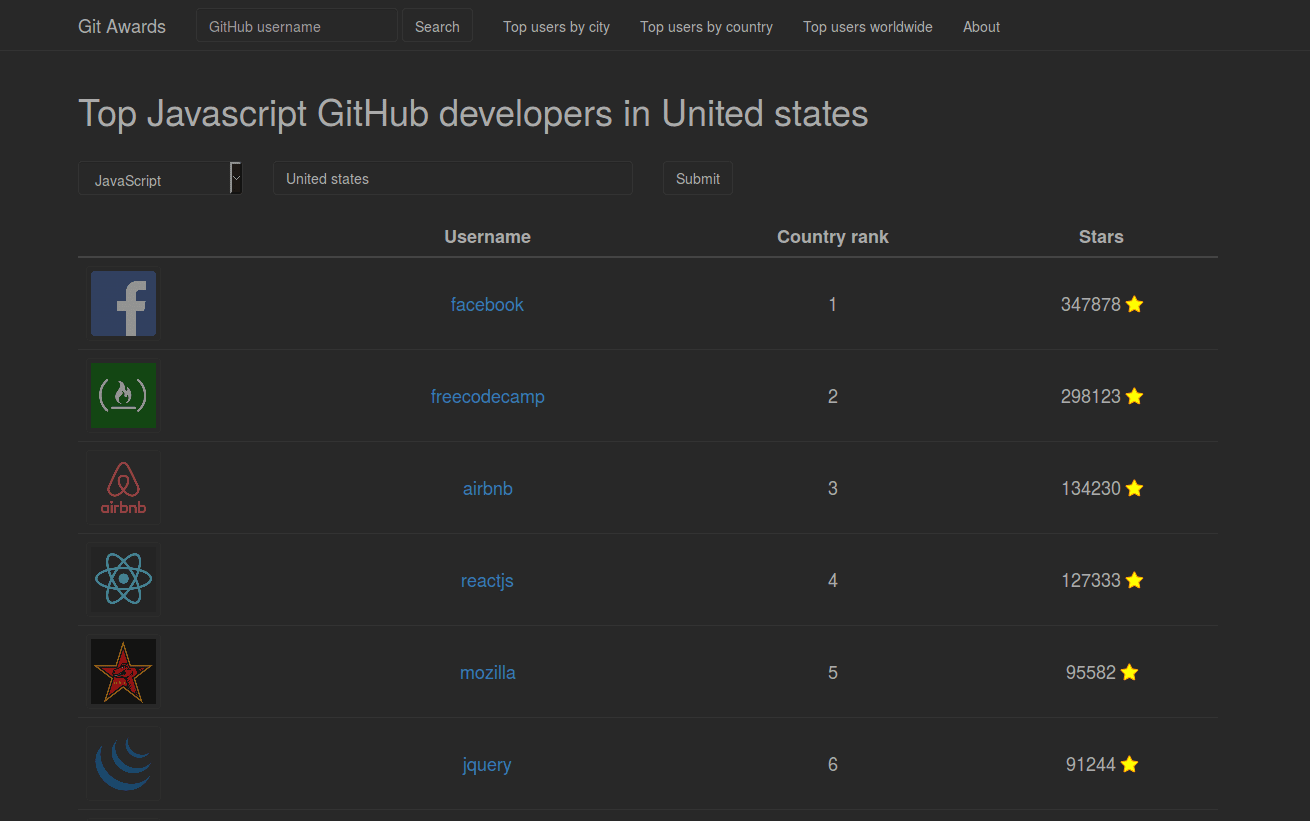 Git Awards GitHub username Search Top users by city Top users by country Top users worldwide About
Top Javascript GitHub developers in United states
JavaScript United states Submit
Username Country rank Stars
facebook 1 347878
freecodecamp 2 298123
airbnb airbnb 3 134230
reactjs 4 127333
mozilla 5 95582
jquery 6 91244